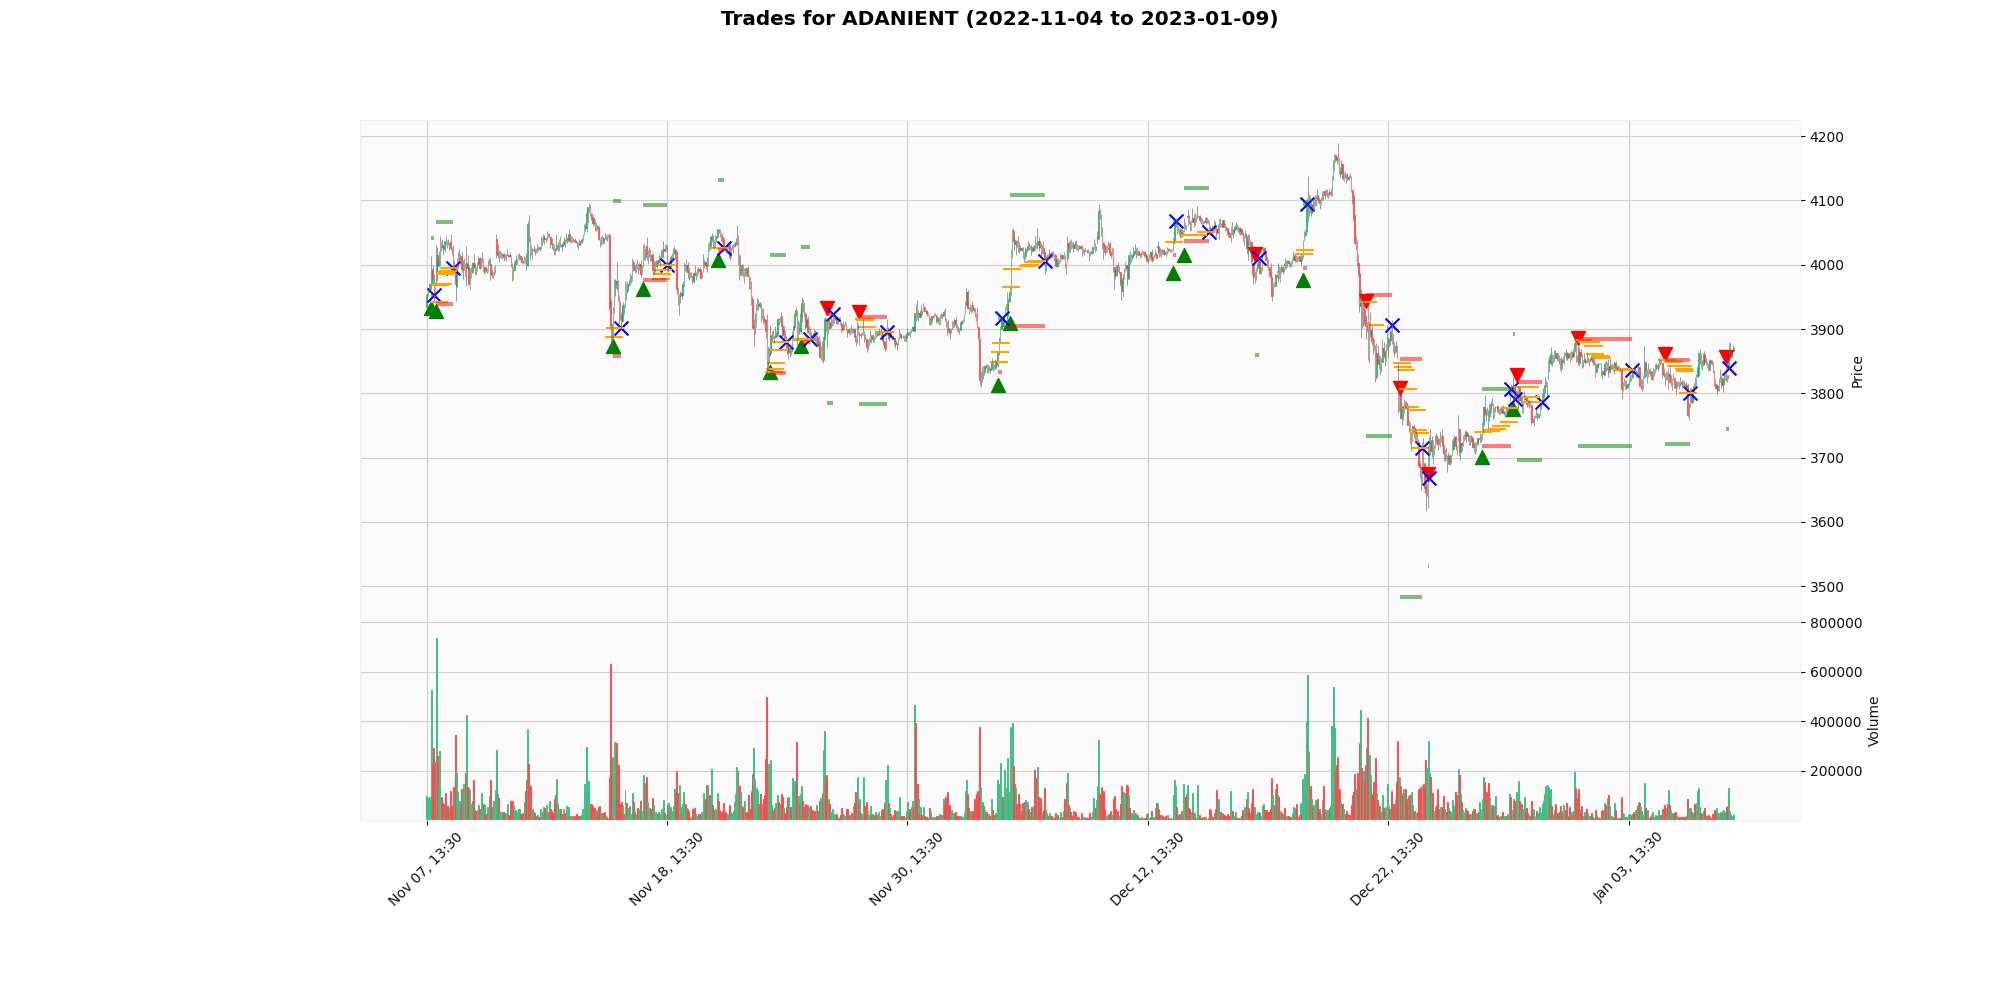 Trades for ADANIENT (2022-11-04 to 2023-01-09)
4200
4100
4000
3900
3800
3700
3600
3500
Price
800000
600000
400000
200000
Volume
Nov 07, 13:30
Nov 18, 13:30
Nov 30, 13:30
Dec 12, 13:30
Dec 22, 13:30
Jan 03, 13:30